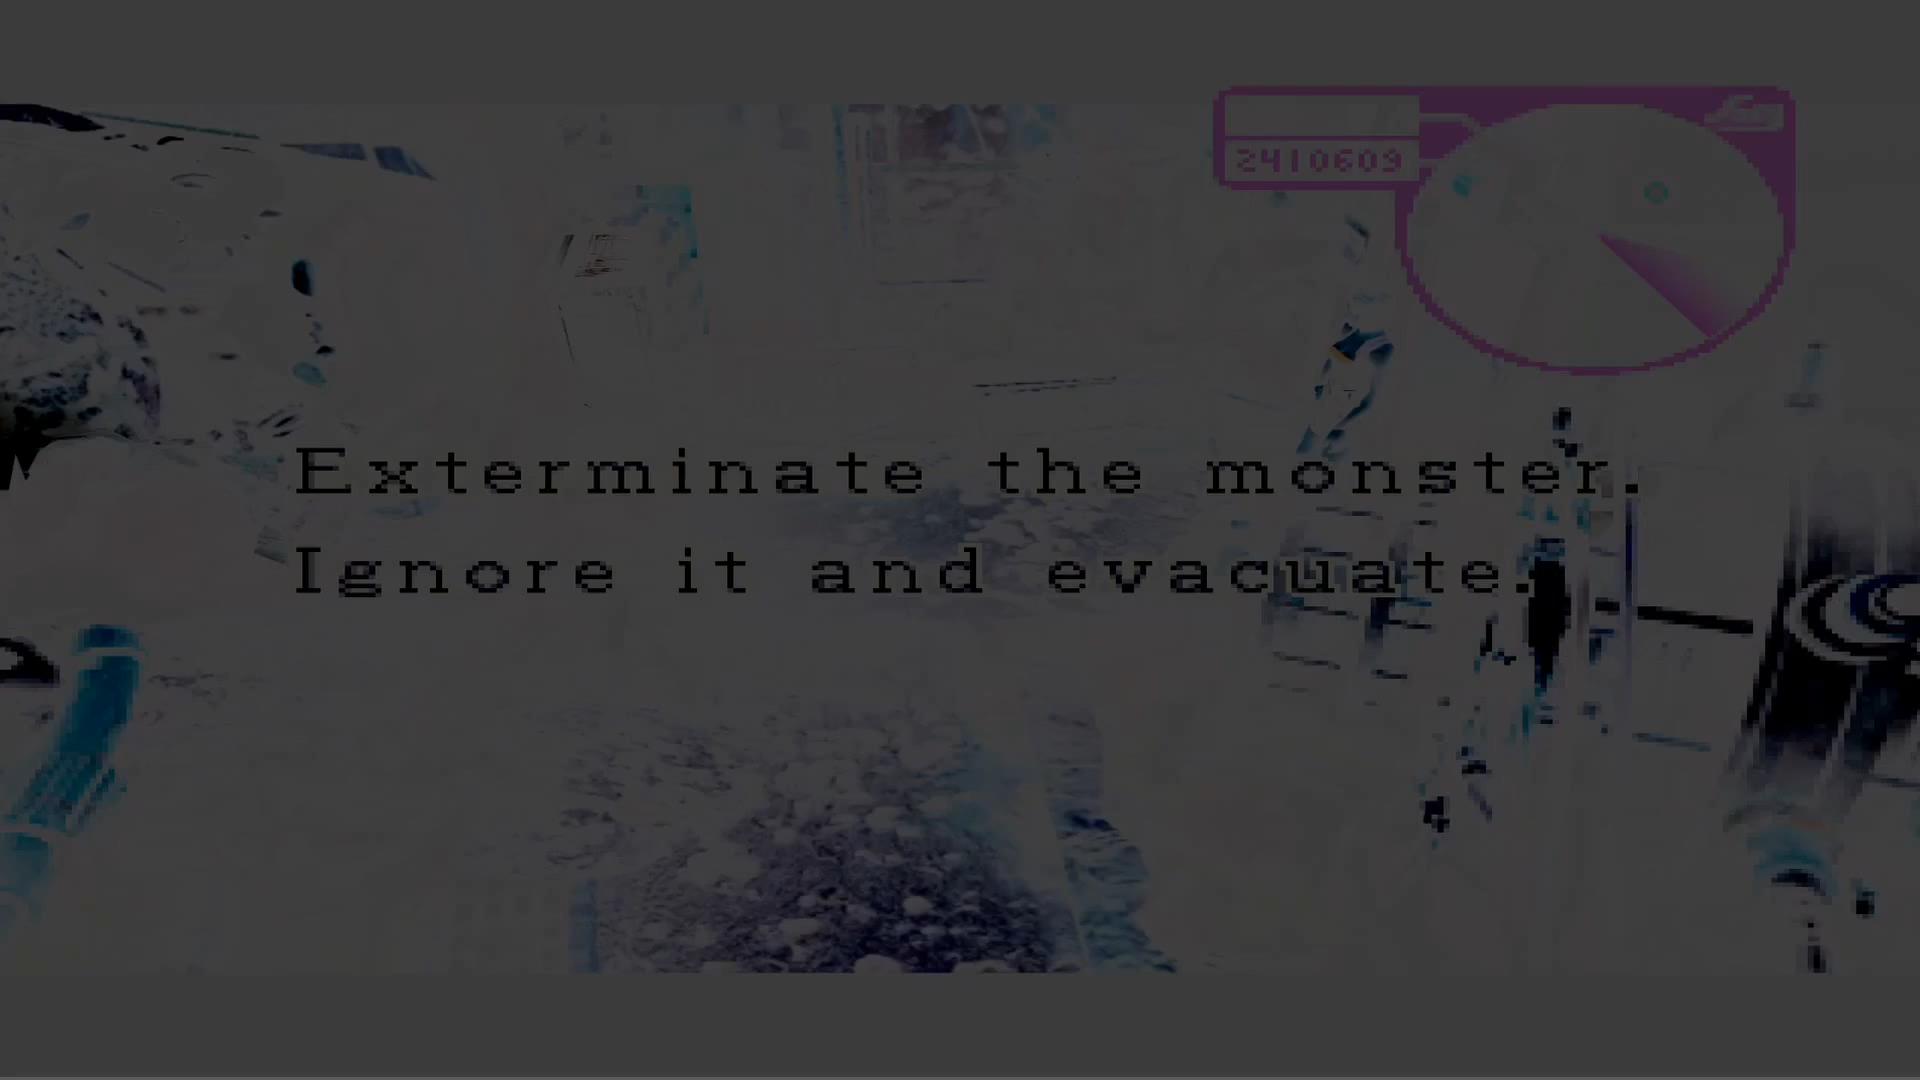 2410609
Exterminate the monster.
Ignore it and evacuate.